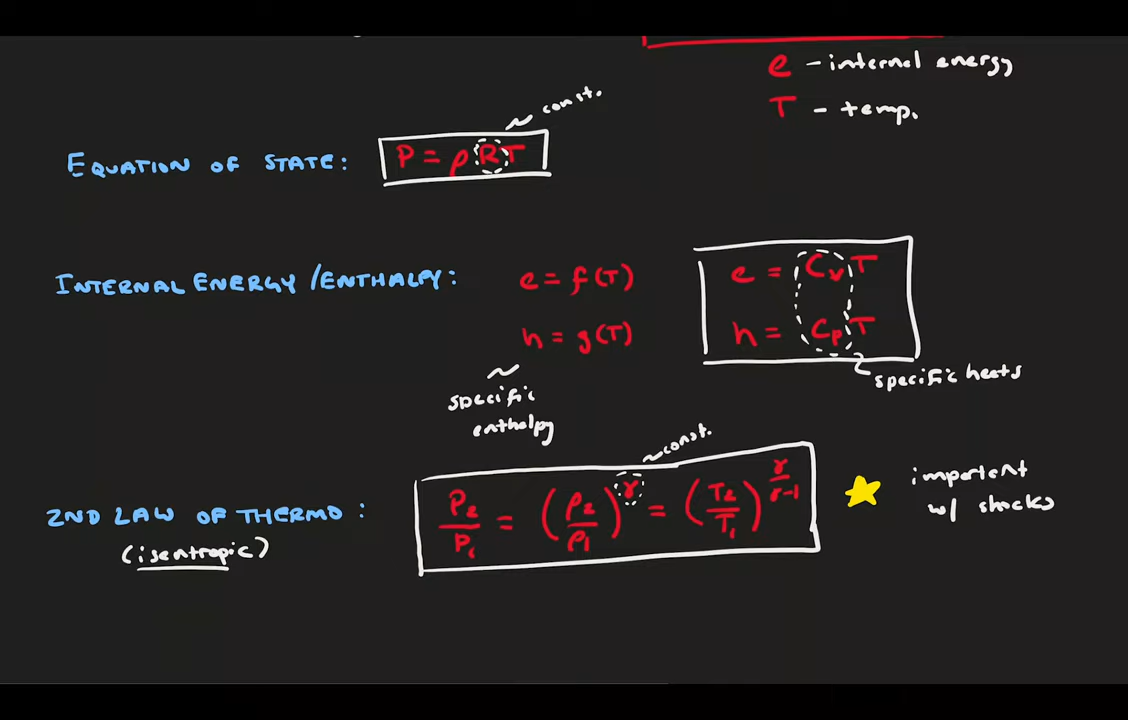 e - internal energy
T - temp.
~ const.
EQUATION OF STATE: P = ρRT
INTERNAL ENERGY/ENTHALPY: e = f(T) e = CvT
h = g(T) h = CpT
specific heats
specific
enthalpy
~ const.
2ND LAW OF THERMO: P₂/P₁ = (ρ₂/ρ₁)^γ = (T₂/T₁)^(γ/(γ-1))
(isentropic)
importent
w/ shocks